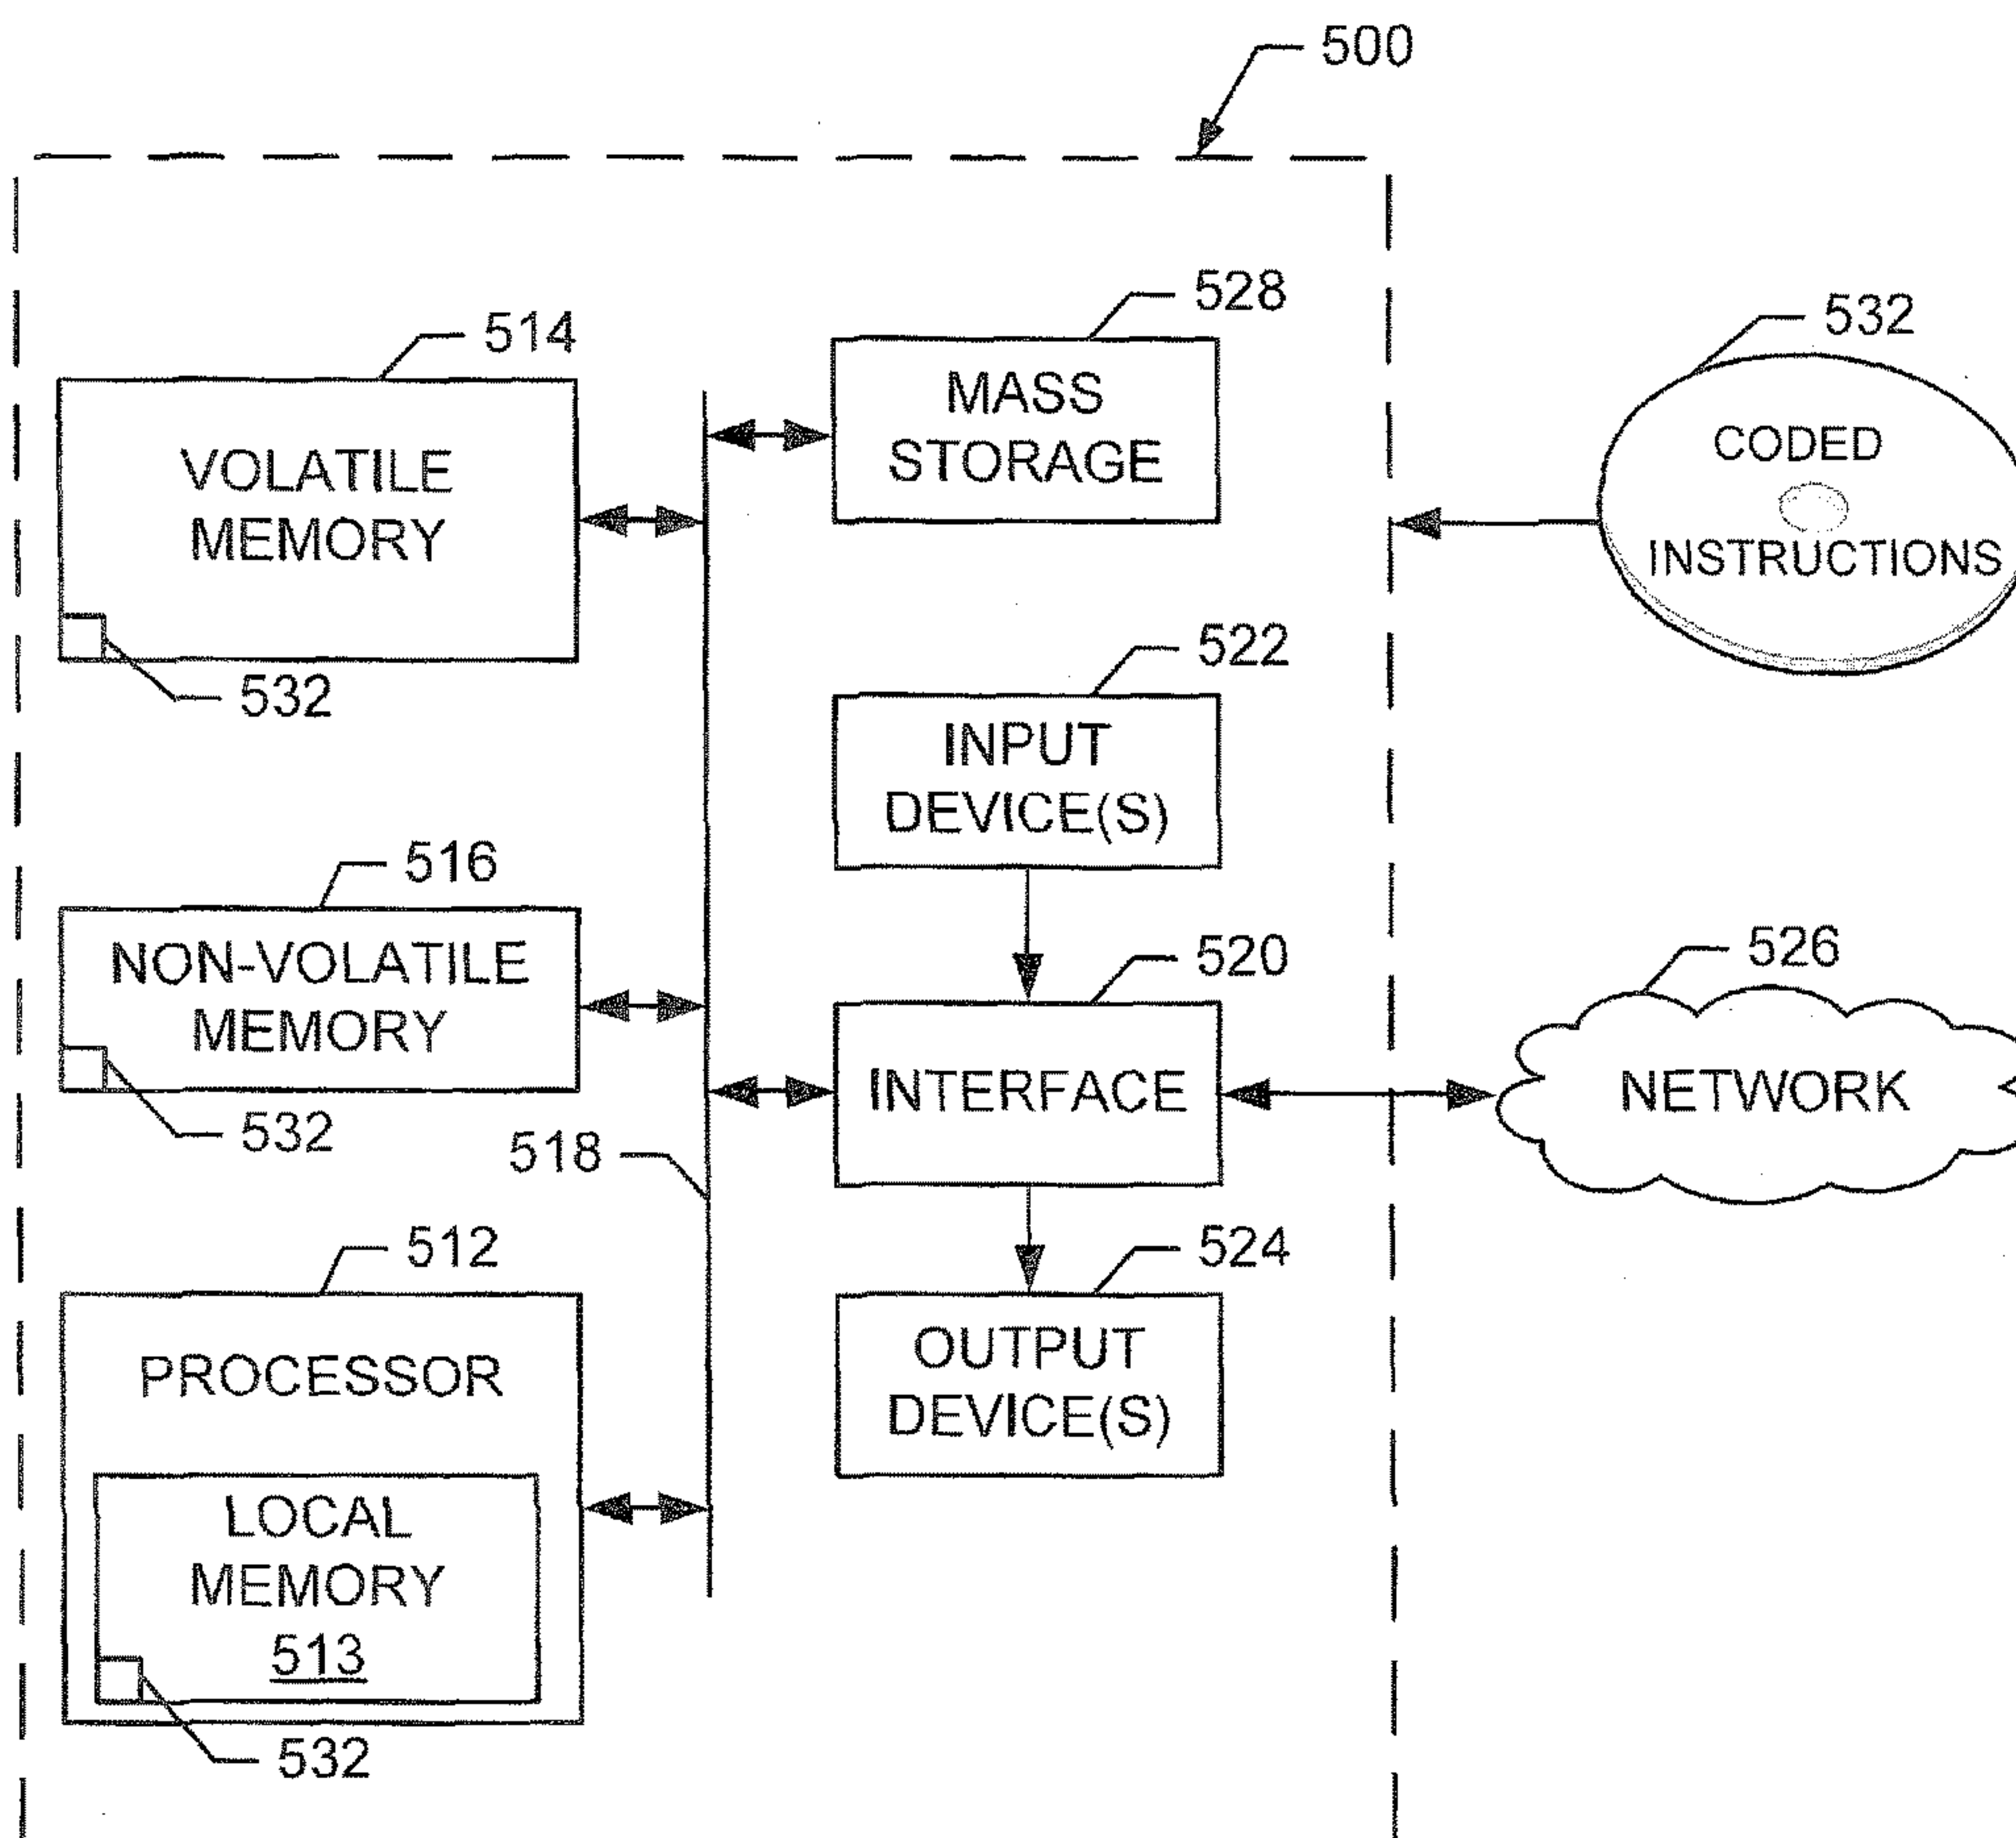 500
528
532
514
MASS
STORAGE
CODED
INSTRUCTIONS
VOLATILE
MEMORY
532
522
INPUT
DEVICE(S)
516
NON-VOLATILE
MEMORY
532
520
526
INTERFACE
NETWORK
518
512
524
PROCESSOR
OUTPUT
DEVICE(S)
LOCAL
MEMORY
513
532